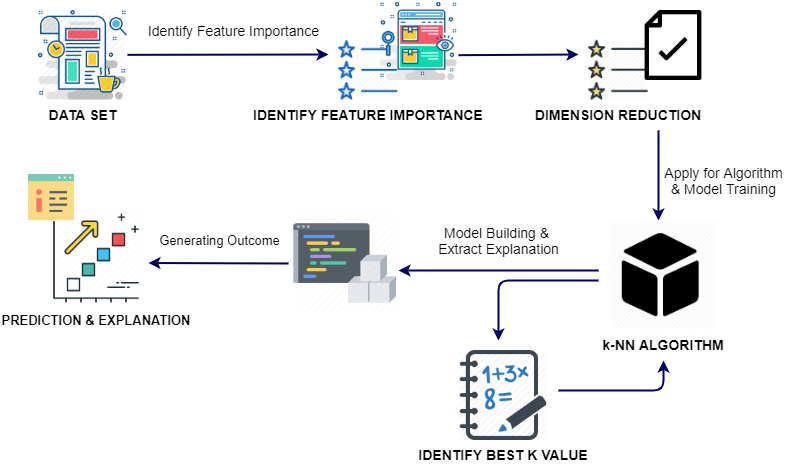 Identify Feature Importance
DATA SET
IDENTIFY FEATURE IMPORTANCE
DIMENSION REDUCTION
Apply for Algorithm
& Model Training
Model Building &
Extract Explanation
Generating Outcome
PREDICTION & EXPLANATION
k-NN ALGORITHM
1+3×
8=
IDENTIFY BEST K VALUE